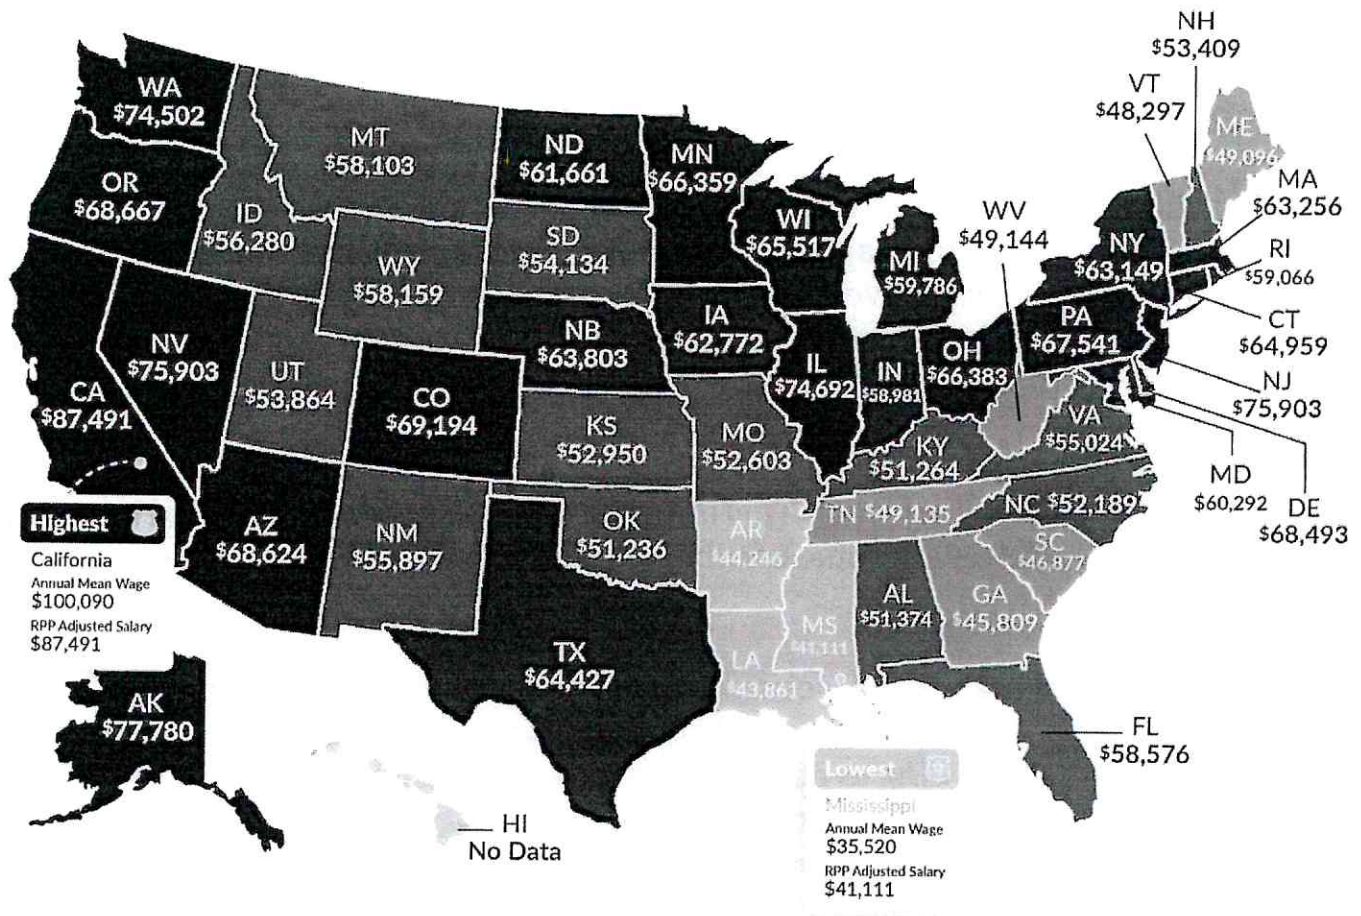 NH
$53,409
VT
$48,297
ME
$49,096
WA
$74,502
MT
$58,103
ND
$61,661
MN
$66,359
OR
$68,667
ID
$56,280
WI
$65,517
WV
$49,144
MA
$63,256
NY
$63,149
RI
$59,066
SD
$54,134
MI
$59,786
WY
$58,159
NV
$75,903
UT
$53,864
NB
$63,803
IA
$62,772
PA
$67,541
CT
$64,959
IL
$74,692
IN
$58,981
OH
$66,383
NJ
$75,903
CA
$87,491
CO
$69,194
KS
$52,950
MO
$52,603
KY
$51,264
VA
$55,024
MD
$60,292
DE
$68,493
AZ
$68,624
NM
$55,897
OK
$51,236
AR
$44,246
TN $49,135
NC $52,189
SC
$46,877
MS
$41,111
AL
$51,374
GA
$45,809
TX
$64,427
LA
$43,861
FL
$58,576
Highest
California
Annual Mean Wage
$100,090
RPP Adjusted Salary
$87,491
AK
$77,780
HI
No Data
Lowest
Mississippi
Annual Mean Wage
$35,520
RPP Adjusted Salary
$41,111